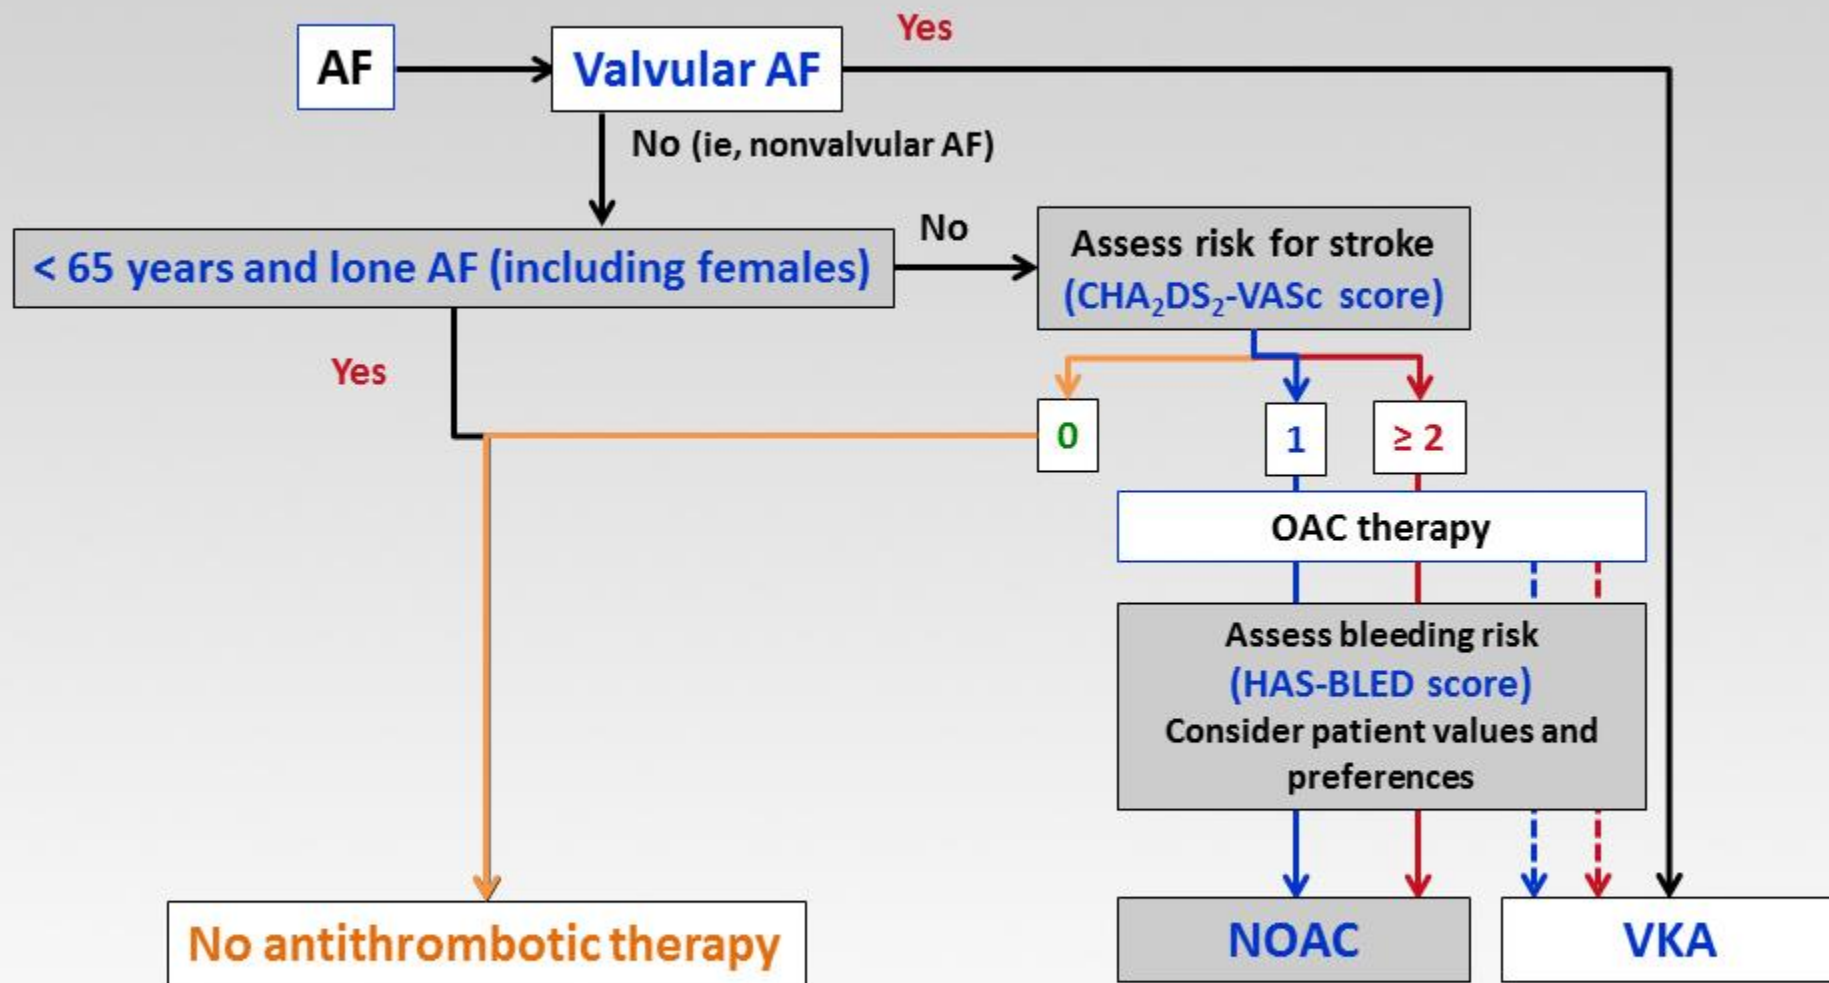 AF
Valvular AF
Yes
No (ie, nonvalvular AF)
< 65 years and lone AF (including females)
No
Assess risk for stroke
(CHA₂DS₂-VASc score)
Yes
0
1
≥ 2
OAC therapy
Assess bleeding risk
(HAS-BLED score)
Consider patient values and
preferences
No antithrombotic therapy
NOAC
VKA